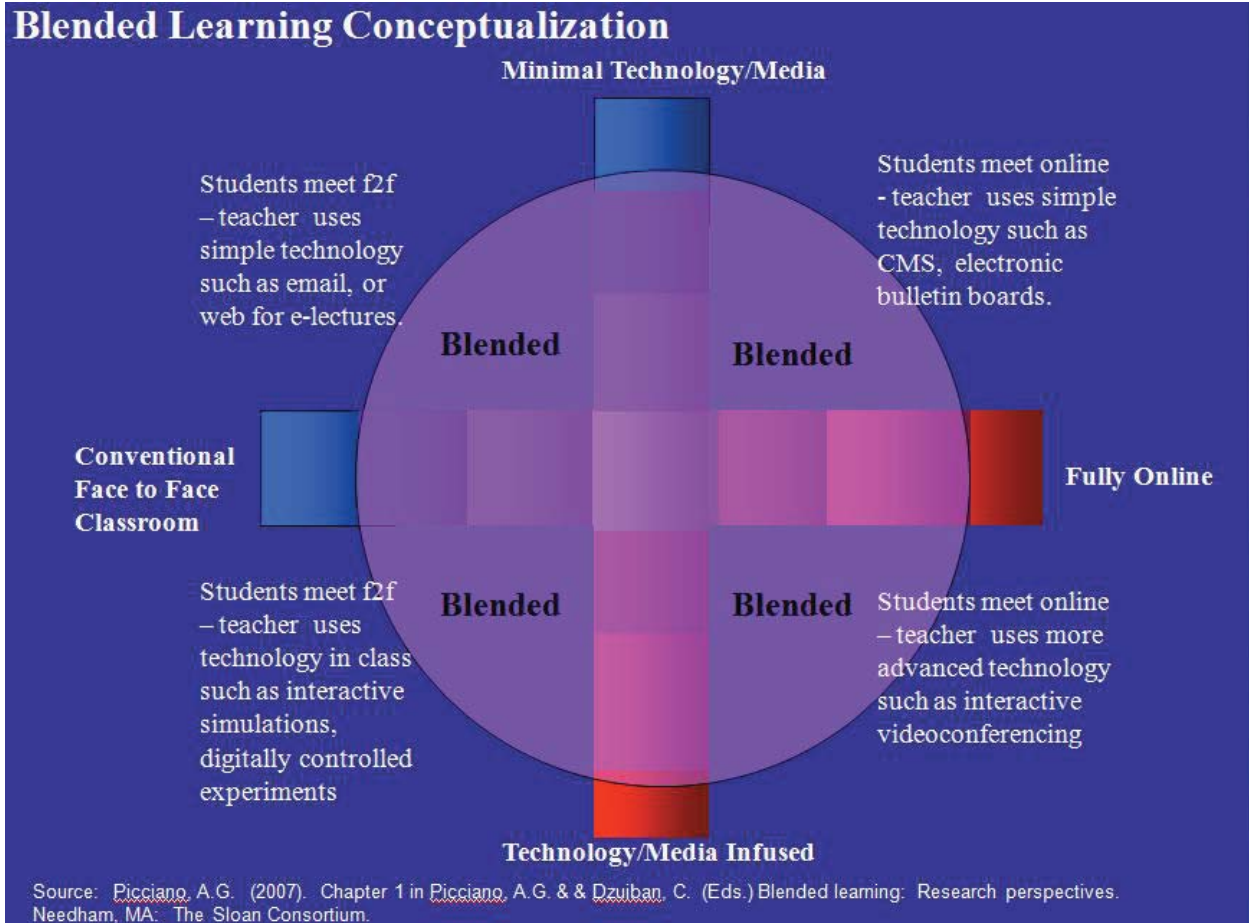 Blended Learning Conceptualization
Minimal Technology/Media
Students meet f2f
– teacher uses
simple technology
such as email, or
web for e-lectures.
Students meet online
- teacher uses simple
technology such as
CMS, electronic
bulletin boards.
Blended
Blended
Conventional
Face to Face
Classroom
Fully Online
Students meet f2f
– teacher uses
technology in class
such as interactive
simulations,
digitally controlled
experiments
Blended
Blended
Students meet online
– teacher uses more
advanced technology
such as interactive
videoconferencing
Technology/Media Infused
Source: Picciano, A.G. (2007). Chapter 1 in Picciano, A.G. & & Dzuiban, C. (Eds.) Blended learning: Research perspectives.
Needham, MA: The Sloan Consortium.